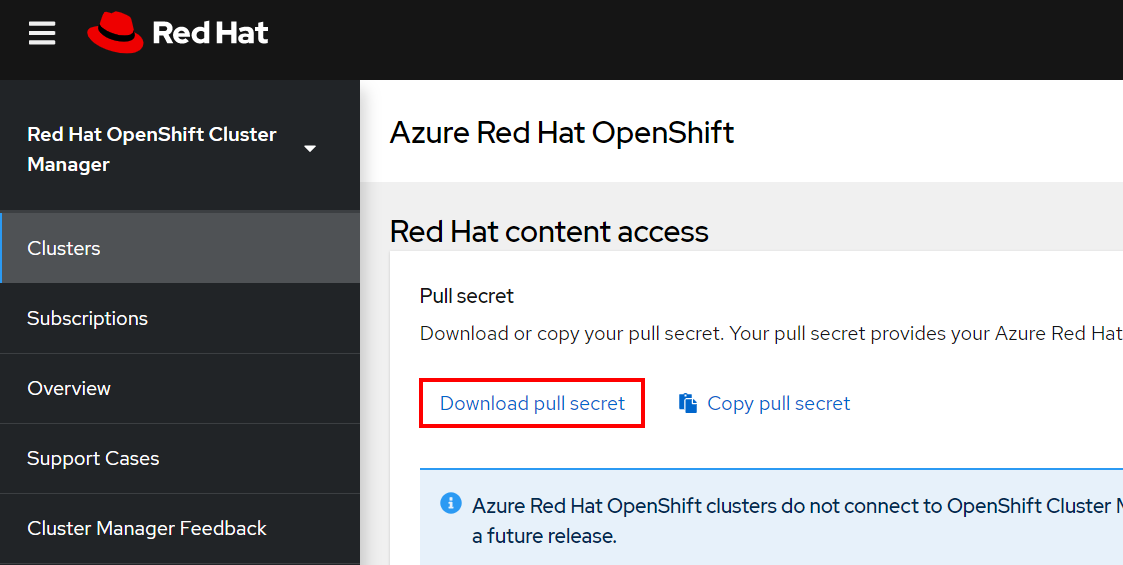 Red Hat
Red Hat OpenShift Cluster
Manager
Clusters
Subscriptions
Overview
Support Cases
Cluster Manager Feedback
Azure Red Hat OpenShift
Red Hat content access
Pull secret
Download or copy your pull secret. Your pull secret provides your Azure Red Hat
Download pull secret
Copy pull secret
Azure Red Hat OpenShift clusters do not connect to OpenShift Cluster
a future release.